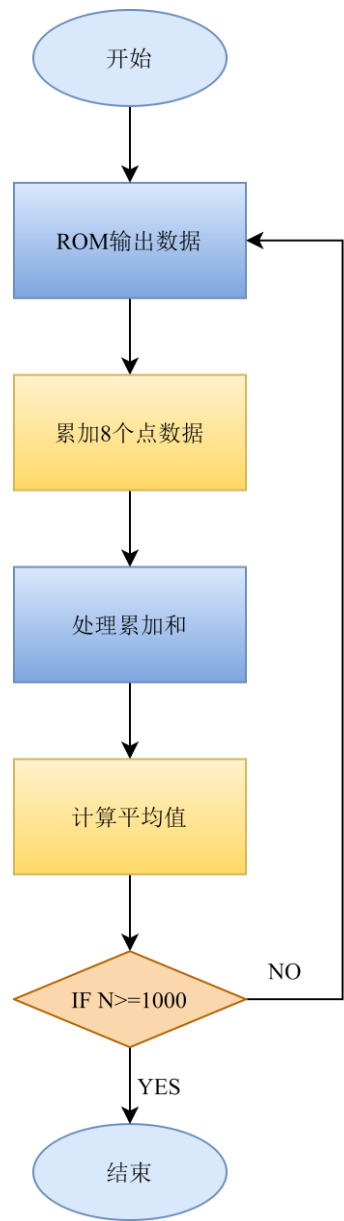 开始
ROM输出数据
累加8个点数据
处理累加和
计算平均值
IF N>=1000
NO
YES
结束